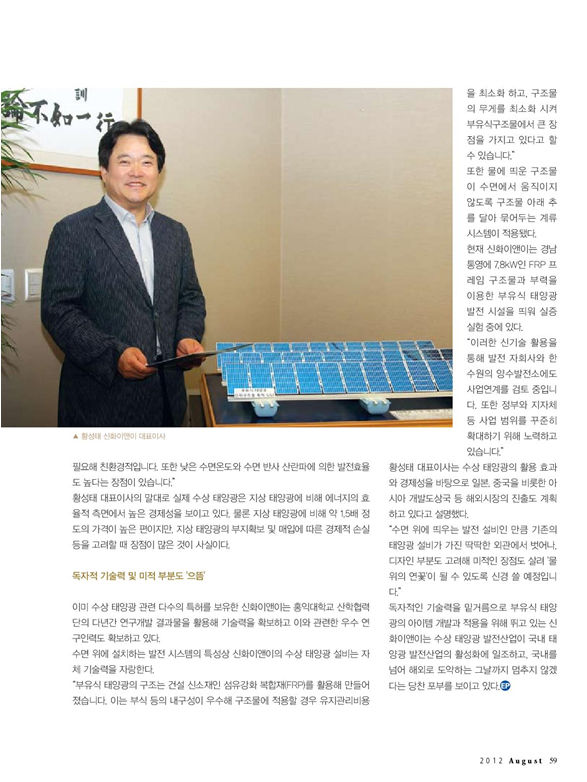 訓
論不如一行
▲ 황성태 신화이앤이 대표이사
필요해 친환경적입니다. 또한 낮은 수면온도와 수면 반사 산란파에 의한 발전효율
도 높다는 장점이 있습니다.”
황성태 대표이사의 말대로 실제 수상 태양광은 지상 태양광에 비해 에너지의 효
율적 측면에서 높은 경제성을 보이고 있다. 물론 지상 태양광에 비해 약 1.5배 정
도의 가격이 높은 편이지만, 지상 태양광의 부지확보 및 매입에 따른 경제적 손실
등을 고려할 때 장점이 많은 것이 사실이다.
독자적 기술력 및 미적 부분도 ‘으뜸’
이미 수상 태양광 관련 다수의 특허를 보유한 신화이앤이는 홍익대학교 산학협력
단의 다년간 연구개발 결과물을 활용해 기술력을 확보하고 이와 관련한 우수 연
구인력도 확보하고 있다.
수면 위에 설치하는 발전 시스템의 특성상 신화이앤이의 수상 태양광 설비는 자
체 기술력을 자랑한다.
“부유식 태양광의 구조는 건설 신소재인 섬유강화 복합재(FRP)를 활용해 만들어
졌습니다. 이는 부식 등의 내구성이 우수해 구조물에 적용할 경우 유지관리비용
을 최소화 하고, 구조물
의 무게를 최소화 시켜
부유식구조물에서 큰 장
점을 가지고 있다고 할
수 있습니다.”
또한 물에 띄운 구조물
이 수면에서 움직이지
않도록 구조물 아래 추
를 달아 묶어두는 계류
시스템이 적용됐다.
현재 신화이앤이는 경남
통영에 7.8kW인 FRP 프
레임 구조물과 부력을
이용한 부유식 태양광
발전 시설을 띄워 실증
실험 중에 있다.
“이러한 신기술 활용을
통해 발전 자회사와 한
수원의 양수발전소에도
사업연계를 검토 중입니
다. 또한 정부와 지자체
등 사업 범위를 꾸준히
확대하기 위해 노력하고
있습니다.”
황성태 대표이사는 수상 태양광의 활용 효과
와 경제성을 바탕으로 일본, 중국을 비롯한 아
시아 개발도상국 등 해외시장의 진출도 계획
하고 있다고 설명했다.
“수면 위에 띄우는 발전 설비인 만큼 기존의
태양광 설비가 가진 딱딱한 외관에서 벗어나,
디자인 부분도 고려해 미적인 장점도 살려 ‘물
위의 연꽃’이 될 수 있도록 신경 쓸 예정입니
다.”
독자적인 기술력을 밑거름으로 부유식 태양
광의 아이템 개발과 적용을 위해 뛰고 있는 신
화이앤이는 수상 태양광 발전산업이 국내 태
양광 발전산업의 활성화에 일조하고, 국내를
넘어 해외로 도약하는 그날까지 멈추지 않겠
다는 당찬 포부를 보이고 있다. EP
2012 August 59